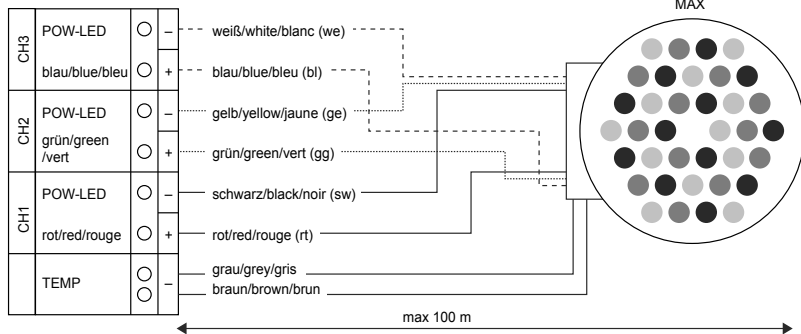 MAX
CH3
POW-LED
–
weiß/white/blanc (we)
blau/blue/bleu
+
blau/blue/bleu (bl)
CH2
POW-LED
–
gelb/yellow/jaune (ge)
grün/green
/vert
+
grün/green/vert (gg)
CH1
POW-LED
–
schwarz/black/noir (sw)
rot/red/rouge
+
rot/red/rouge (rt)
TEMP
–
grau/grey/gris
braun/brown/brun
max 100 m